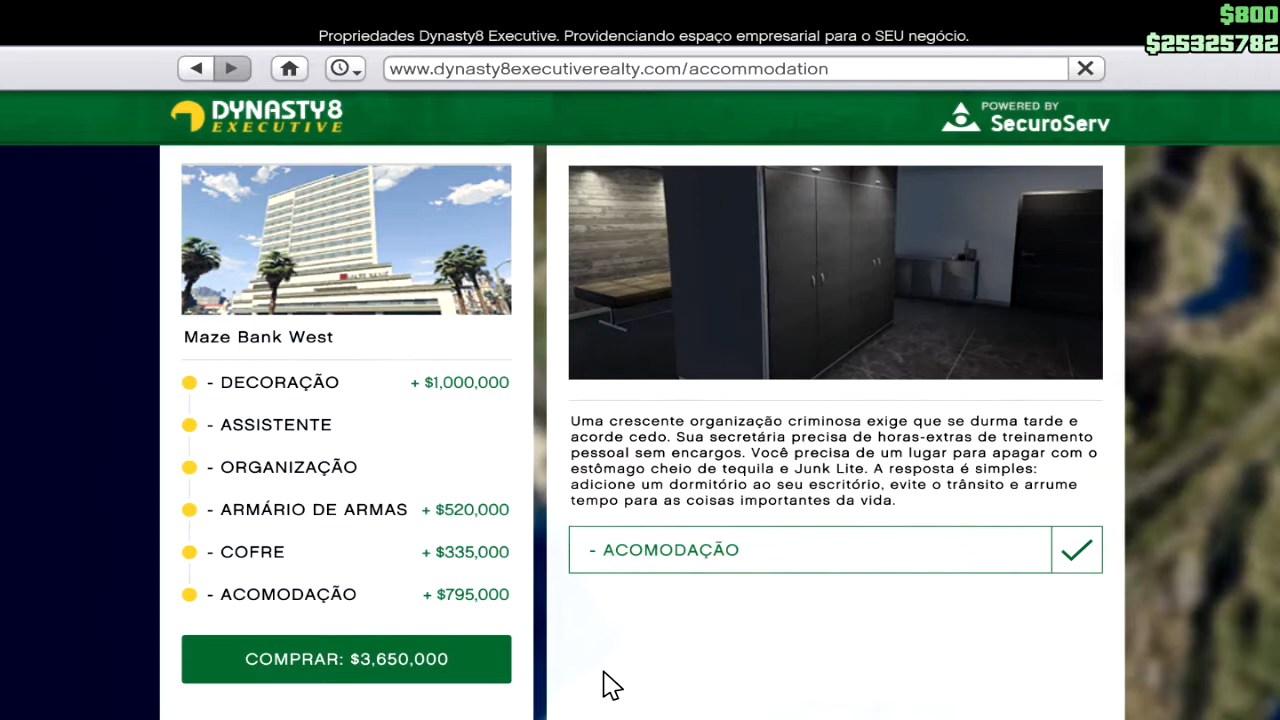 $800
Propriedades Dynasty8 Executive. Providenciando espaço empresarial para o SEU negócio.
$25325782
www.dynasty8executiverealty.com/accommodation
DYNASTY 8
EXECUTIVE
POWERED BY
SecuroServ
MAZE BANK
Maze Bank West
- DECORAÇÃO + $1,000,000
- ASSISTENTE
- ORGANIZAÇÃO
- ARMÁRIO DE ARMAS + $520,000
- COFRE + $335,000
- ACOMODAÇÃO + $795,000
COMPRAR: $3,650,000
Uma crescente organização criminosa exige que se durma tarde e
acorde cedo. Sua secretária precisa de horas-extras de treinamento
pessoal sem encargos. Você precisa de um lugar para apagar com o
estômago cheio de tequila e Junk Lite. A resposta é simples:
adicione um dormitório ao seu escritório, evite o trânsito e arrume
tempo para as coisas importantes da vida.
- ACOMODAÇÃO